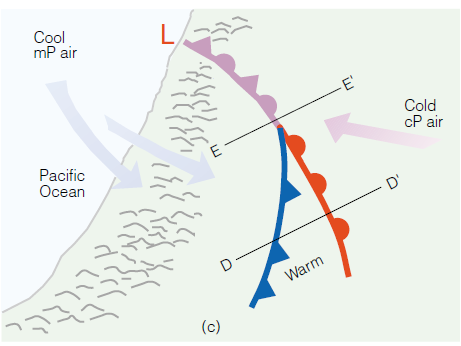 Cool
mP air
L
E'
Cold
cP air
E
Pacific
Ocean
D'
D
Warm
(c)